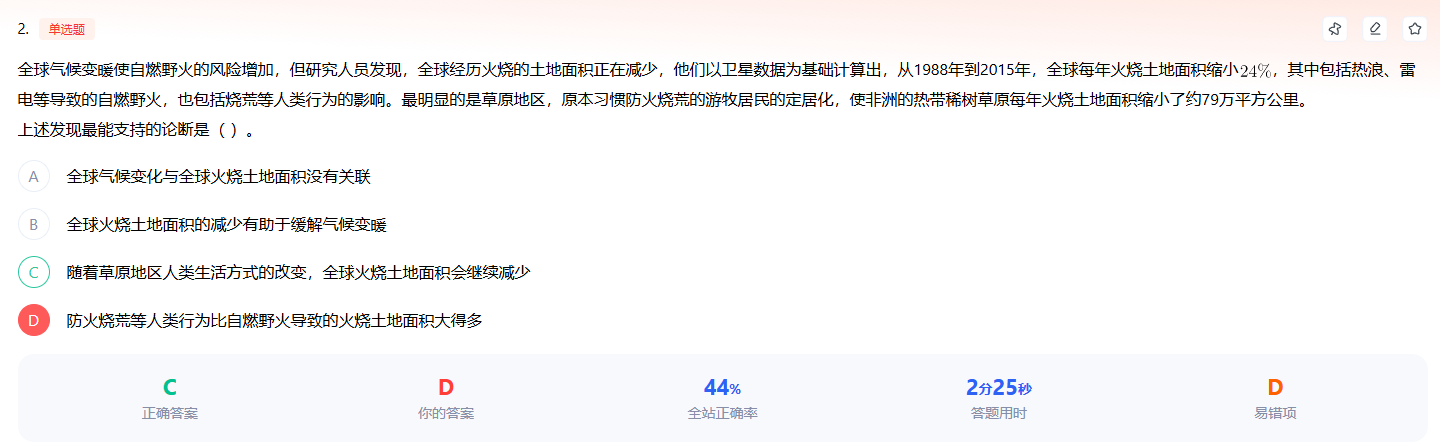 2. 单选题
全球气候变暖使自燃野火的风险增加，但研究人员发现，全球经历火烧的土地面积正在减少，他们以卫星数据为基础计算出，从1988年到2015年，全球每年火烧土地面积缩小24%，其中包括热浪、雷
电等导致的自燃野火，也包括烧荒等人类行为的影响。最明显的是草原地区，原本习惯防火烧荒的游牧居民的定居化，使非洲的热带稀树草原每年火烧土地面积缩小了约79万平方公里。
上述发现最能支持的论断是（ ）。
A 全球气候变化与全球火烧土地面积没有关联
B 全球火烧土地面积的减少有助于缓解气候变暖
C 随着草原地区人类生活方式的改变，全球火烧土地面积会继续减少
D 防火烧荒等人类行为比自燃野火导致的火烧土地面积大得多
C D 44% 2分25秒 D
正确答案 你的答案 全站正确率 答题用时 易错项